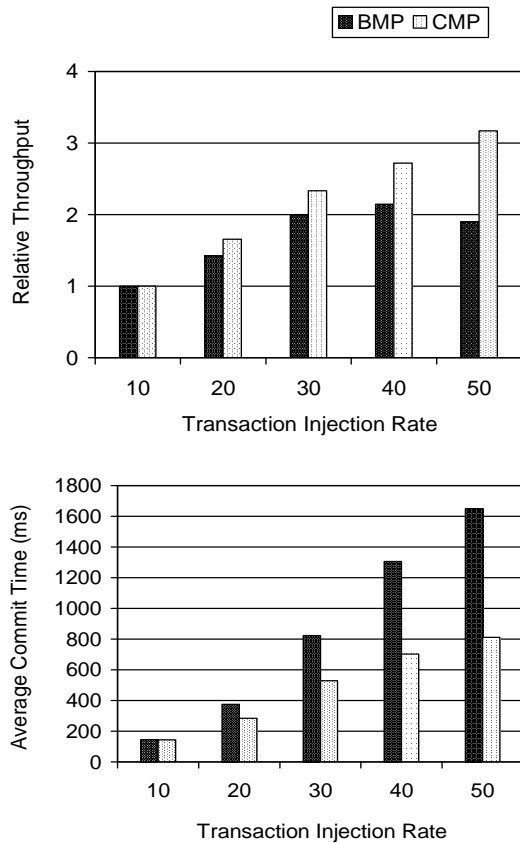 BMP CMP
Relative Throughput
4
3
2
1
0
10 20 30 40 50
Transaction Injection Rate
Average Commit Time (ms)
1800
1600
1400
1200
1000
800
600
400
200
0
10 20 30 40 50
Transaction Injection Rate